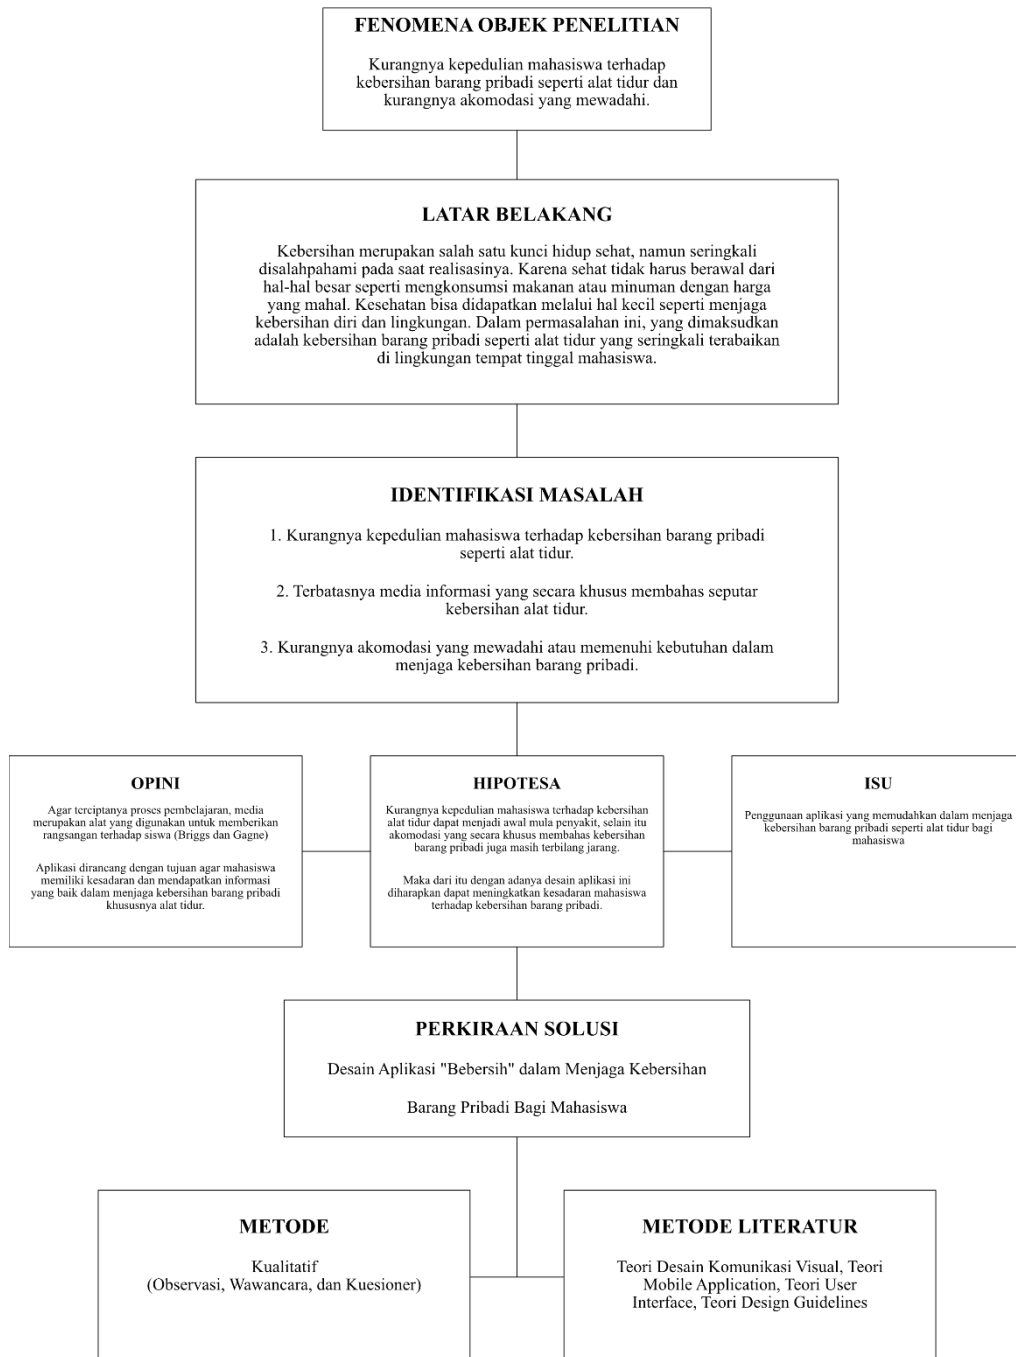 FENOMENA OBJEK PENELITIAN
Kurangnya kepedulian mahasiswa terhadap
kebersihan barang pribadi seperti alat tidur dan
kurangnya akomodasi yang mewadahi.
LATAR BELAKANG
Kebersihan merupakan salah satu kunci hidup sehat, namun seringkali
disalahpahami pada saat realisasinya. Karena sehat tidak harus berawal dari
hal-hal besar seperti mengkonsumsi makanan atau minuman dengan harga
yang mahal. Kesehatan bisa didapatkan melalui hal kecil seperti menjaga
kebersihan diri dan lingkungan. Dalam permasalahan ini, yang dimaksudkan
adalah kebersihan barang pribadi seperti alat tidur yang seringkali terabaikan
di lingkungan tempat tinggal mahasiswa.
IDENTIFIKASI MASALAH
1. Kurangnya kepedulian mahasiswa terhadap kebersihan barang pribadi
seperti alat tidur.
2. Terbatasnya media informasi yang secara khusus membahas seputar
kebersihan alat tidur.
3. Kurangnya akomodasi yang mewadahi atau memenuhi kebutuhan dalam
menjaga kebersihan barang pribadi.
OPINI
Agar terciptanya proses pembelajaran, media
merupakan alat yang digunakan untuk memberikan
rangsangan terhadap siswa (Briggs dan Gagne)
Aplikasi dirancang dengan tujuan agar mahasiswa
memiliki kesadaran dan mendapatkan informasi
yang baik dalam menjaga kebersihan barang pribadi
khususnya alat tidur.
HIPOTESA
Kurangnya kepedulian mahasiswa terhadap kebersihan
alat tidur dapat menjadi awal mula penyakit, selain itu
akomodasi yang secara khusus membahas kebersihan
barang pribadi juga masih terbilang jarang.
Maka dari itu dengan adanya desain aplikasi ini
diharapkan dapat meningkatkan kesadaran mahasiswa
terhadap kebersihan barang pribadi.
ISU
Penggunaan aplikasi yang memudahkan dalam menjaga
kebersihan barang pribadi seperti alat tidur bagi
mahasiswa
PERKIRAAN SOLUSI
Desain Aplikasi "Bebersih" dalam Menjaga Kebersihan
Barang Pribadi Bagi Mahasiswa
METODE
Kualitatif
(Observasi, Wawancara, dan Kuesioner)
METODE LITERATUR
Teori Desain Komunikasi Visual, Teori
Mobile Application, Teori User
Interface, Teori Design Guidelines